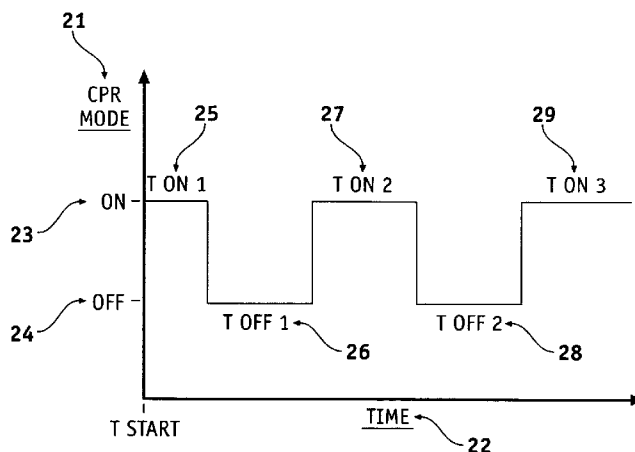 21
CPR
MODE
25
27
29
T ON 1
T ON 2
T ON 3
ON
23
OFF
24
T OFF 1
26
T OFF 2
28
T START
TIME
22